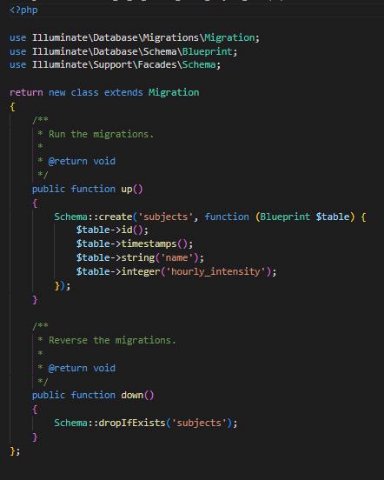 <?php
use Illuminate\Database\Migrations\Migration;
use Illuminate\Database\Schema\Blueprint;
use Illuminate\Support\Facades\Schema;
return new class extends Migration
{
    /**
     * Run the migrations.
     *
     * @return void
     */
    public function up()
    {
        Schema::create('subjects', function (Blueprint $table) {
            $table->id();
            $table->timestamps();
            $table->string('name');
            $table->integer('hourly_intensity');
        });
    }
    /**
     * Reverse the migrations.
     *
     * @return void
     */
    public function down()
    {
        Schema::dropIfExists('subjects');
    }
};